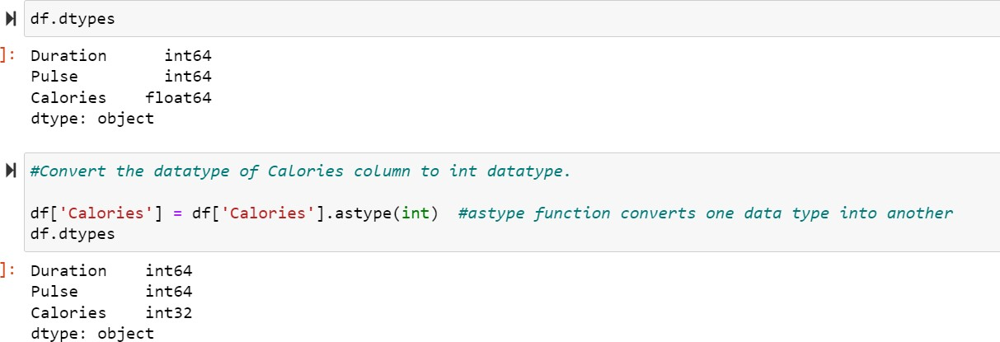 df.dtypes
]:
Duration      int64
Pulse         int64
Calories    float64
dtype: object
#Convert the datatype of Calories column to int datatype.
df['Calories'] = df['Calories'].astype(int)  #astype function converts one data type into another
df.dtypes
]:
Duration    int64
Pulse       int64
Calories    int32
dtype: object